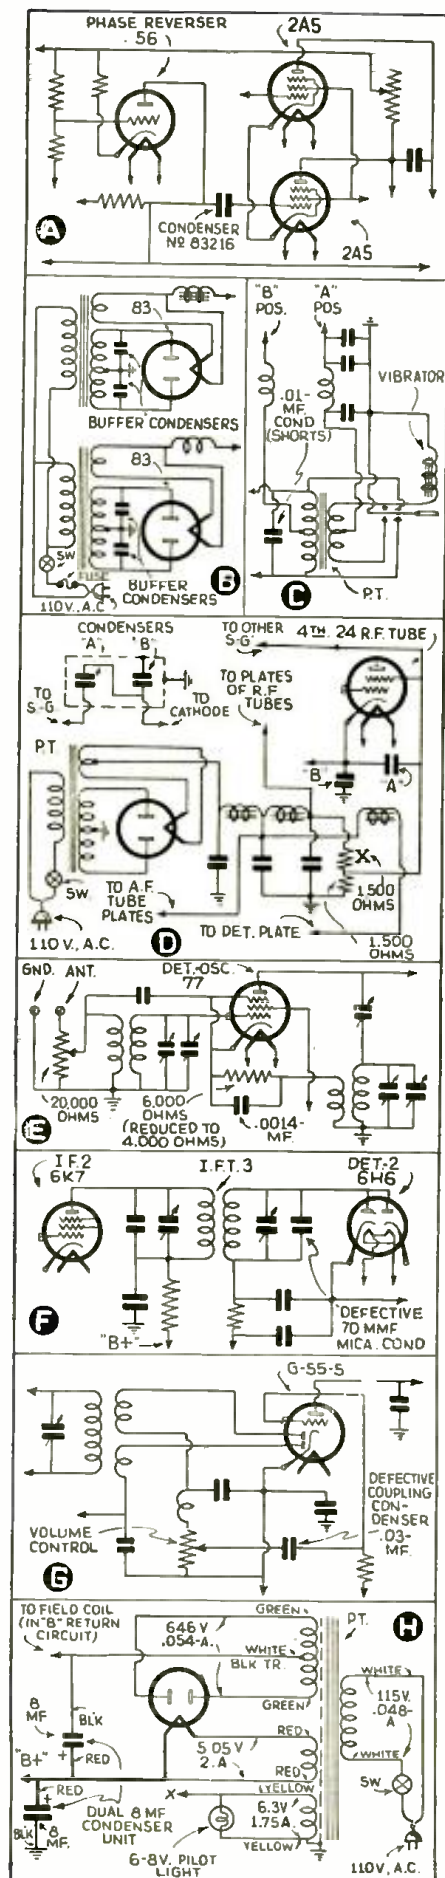 PHASE REVERSER
56
2A5
CONDENSER
No 83216
2A5
A
83
BUFFER CONDENSERS
83
SW
FUSE
BUFFER
CONDENSERS
110 V., A.C.
B
"B"
POS.
"A"
POS
.01-
MF.
COND
(SHORTS)
VIBRATOR
P.T.
C
CONDENSERS
"A"
"B"
TO
S-G
TO
CATHODE
TO OTHER
S-G
4TH. 24 R.F. TUBE
TO PLATES
OF R.F
TUBES
"B"
"A"
P.T.
SW
110 V., A.C.
TO A.F.
TUBE
PLATES
D
TO DET. PLATE
X
1,500
OHMS
1,500
OHMS
GND. ANT.
DET.-OSC.
77
20,000
OHMS
6,000
OHMS
(REDUCED TO
4,000 OHMS)
.0014-
MF.
E
I.F.2
6K7
I.F.T. 3
DET.-2
6H6
"B+"
DEFECTIVE
70 MMF
MICA. COND
F
G-55-S
VOLUME
CONTROL
DEFECTIVE
COUPLING
CON-
DENSER
.03-
MF.
G
TO FIELD COIL
(IN "B" RETURN
CIRCUIT)
646 V
.054-A.
GREEN
WHITE
BLK TR.
GREEN
P.T.
H
8
MF
BLK
+ RED
"B+"
RED
+
BLK
8
MF.
DUAL 8 MF
CONDENSER
UNIT
RED
5.05V
2.A
RED
YELLOW
X
6.3V
1.75A
YELLOW
6-8V. PILOT
LIGHT
WHITE
115V.
.048-
A
WHITE
SW
110V, A.C.